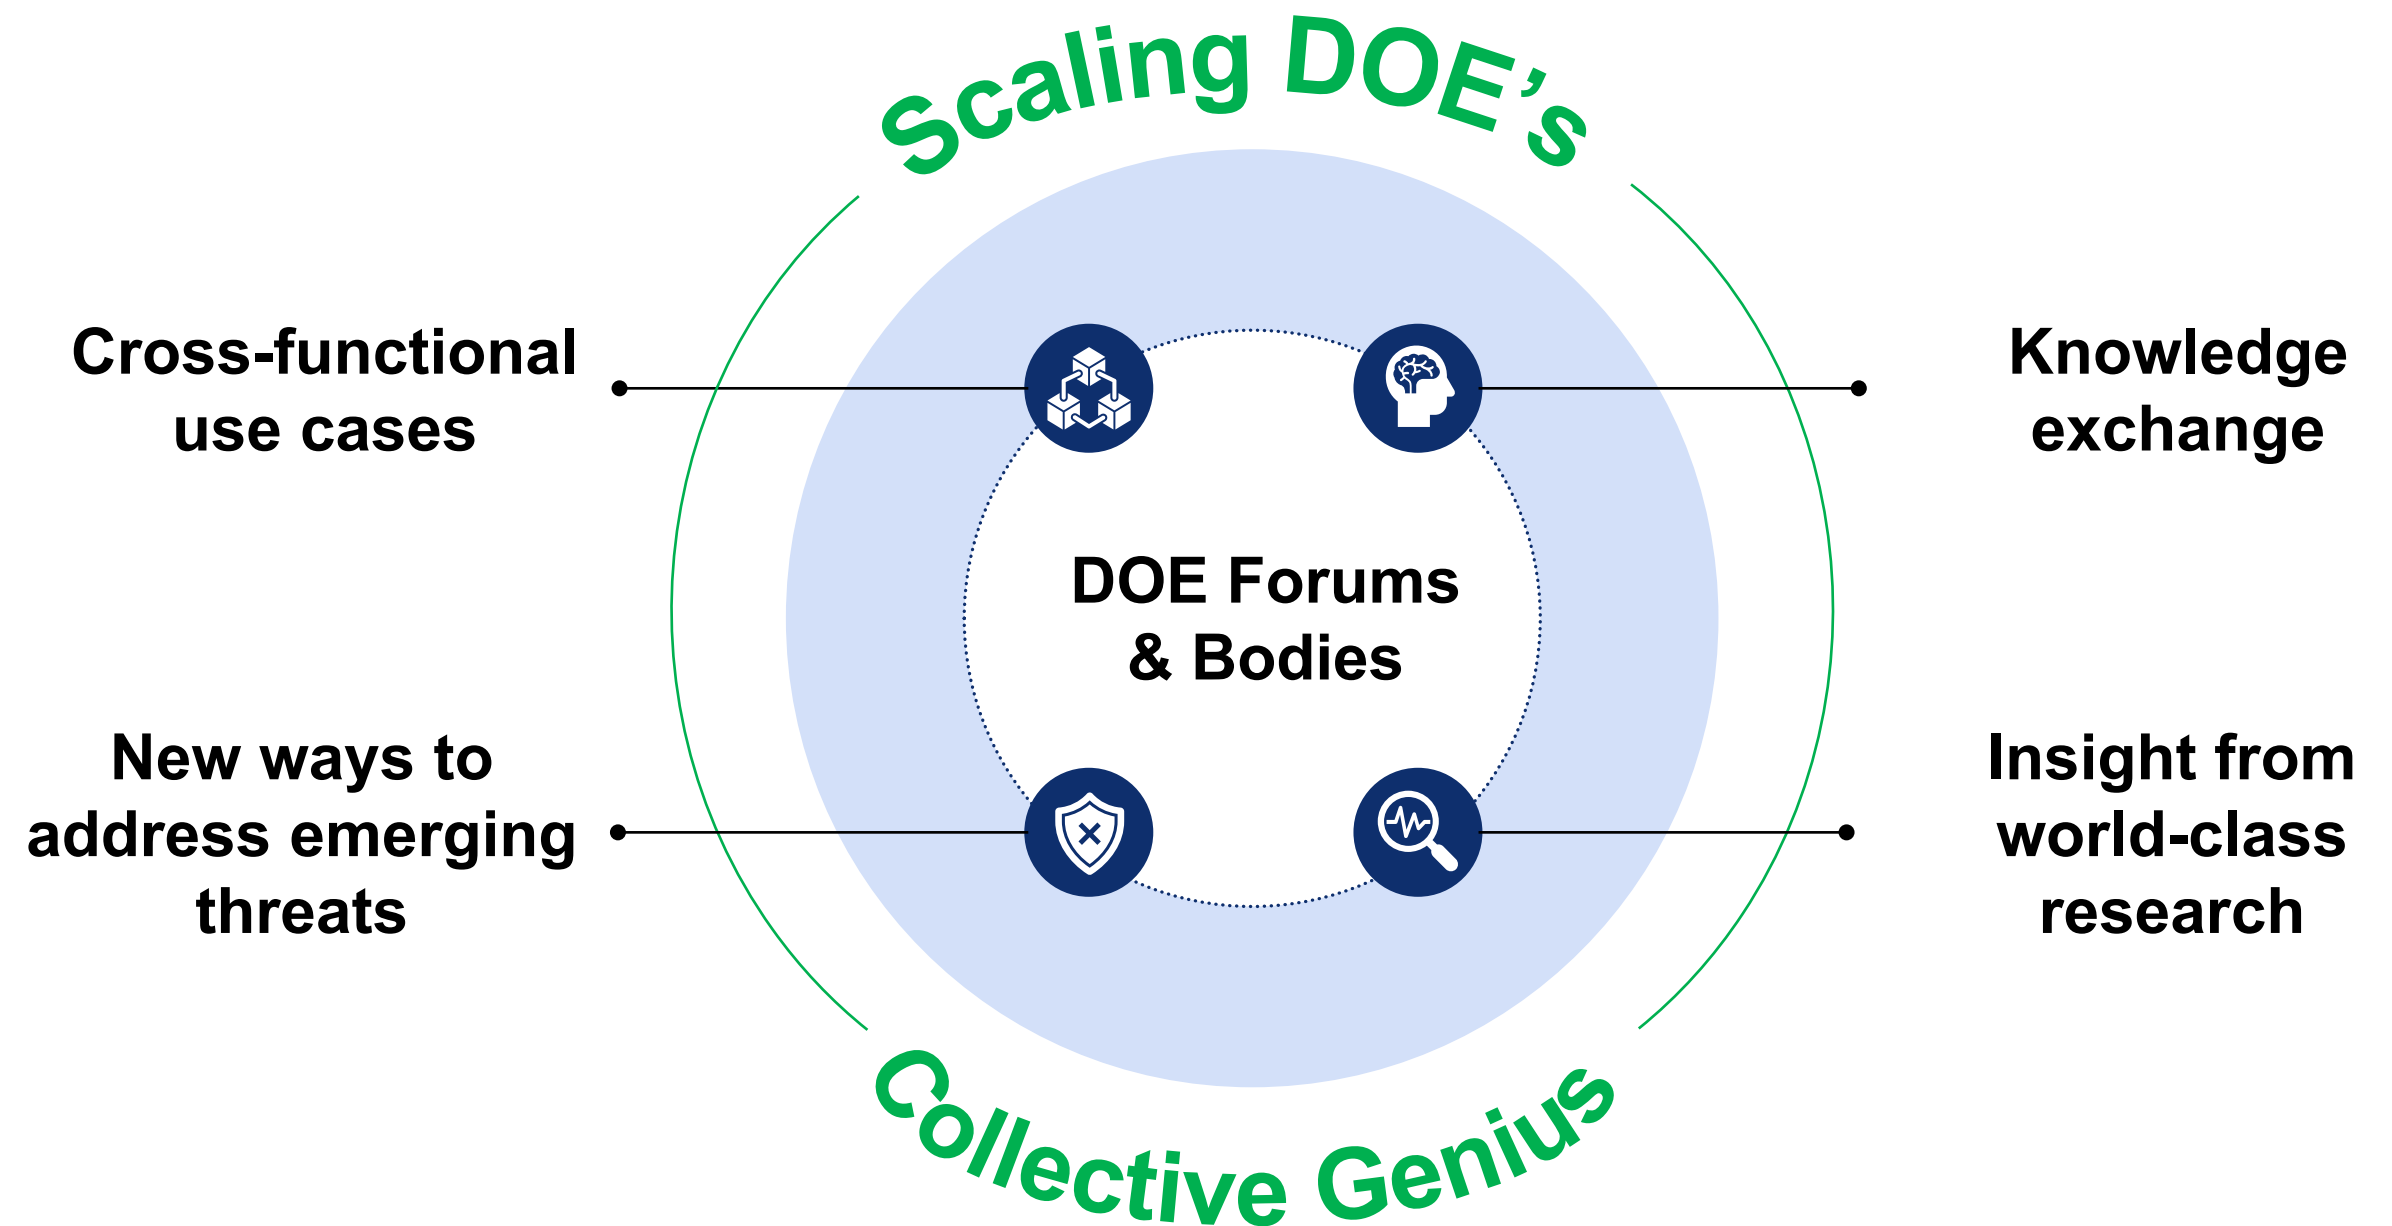 Scaling DOE’s
Cross-functional
use cases
Knowledge
exchange
DOE Forums
& Bodies
New ways to
address emerging
threats
Insight from
world-class
research
Collective Genius